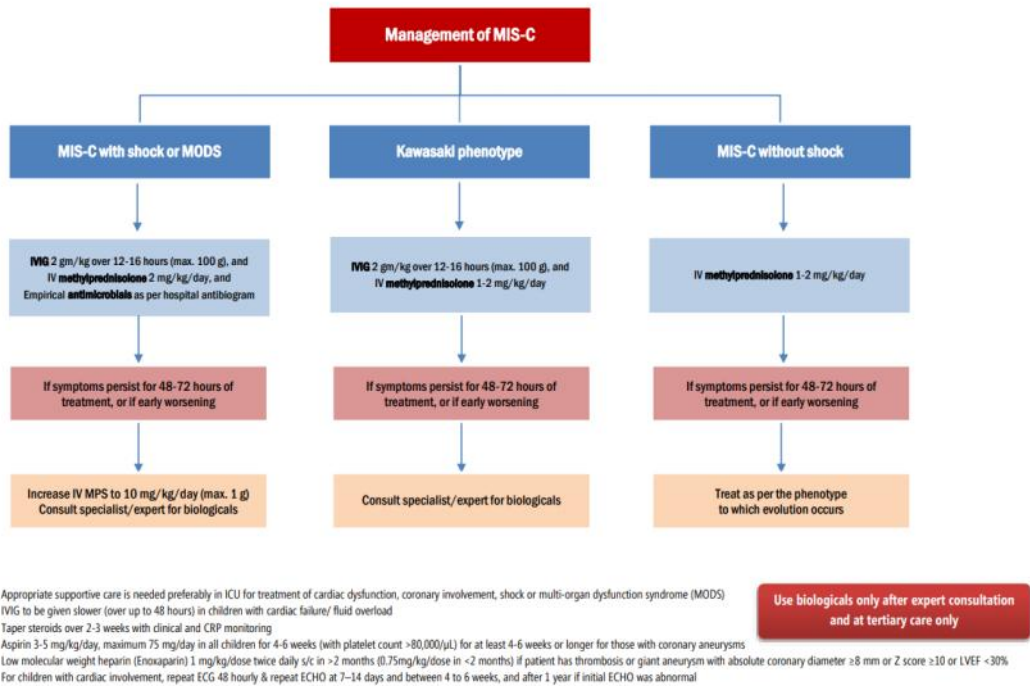 Management of MIS-C
MIS-C with shock or MODS
Kawasaki phenotype
MIS-C without shock
IVIG 2 gm/kg over 12-16 hours (max. 100 g), and
IV methylprednisolone 2 mg/kg/day, and
Empirical antimicrobials as per hospital antibiogram
IVIG 2 gm/kg over 12-16 hours (max. 100 g), and
IV methylprednisolone 1-2 mg/kg/day
IV methylprednisolone 1-2 mg/kg/day
If symptoms persist for 48-72 hours of
treatment, or if early worsening
If symptoms persist for 48-72 hours of
treatment, or if early worsening
If symptoms persist for 48-72 hours of
treatment, or if early worsening
Increase IV MPS to 10 mg/kg/day (max. 1 g)
Consult specialist/expert for biologicals
Consult specialist/expert for biologicals
Treat as per the phenotype
to which evolution occurs
Appropriate supportive care is needed preferably in ICU for treatment of cardiac dysfunction, coronary involvement, shock or multi-organ dysfunction syndrome (MODS)
IVIG to be given slower (over up to 48 hours) in children with cardiac failure/ fluid overload
Taper steroids over 2-3 weeks with clinical and CRP monitoring
Aspirin 3-5 mg/kg/day, maximum 75 mg/day in all children for 4-6 weeks (with platelet count >80,000/μL) for at least 4-6 weeks or longer for those with coronary aneurysms
Low molecular weight heparin (Enoxaparin) 1 mg/kg/dose twice daily s/c in >2 months (0.75mg/kg/dose in <2 months) if patient has thrombosis or giant aneurysm with absolute coronary diameter ≥8 mm or Z score ≥10 or LVEF <30%
For children with cardiac involvement, repeat ECG 48 hourly & repeat ECHO at 7–14 days and between 4 to 6 weeks, and after 1 year if initial ECHO was abnormal
Use biologicals only after expert consultation
and at tertiary care only